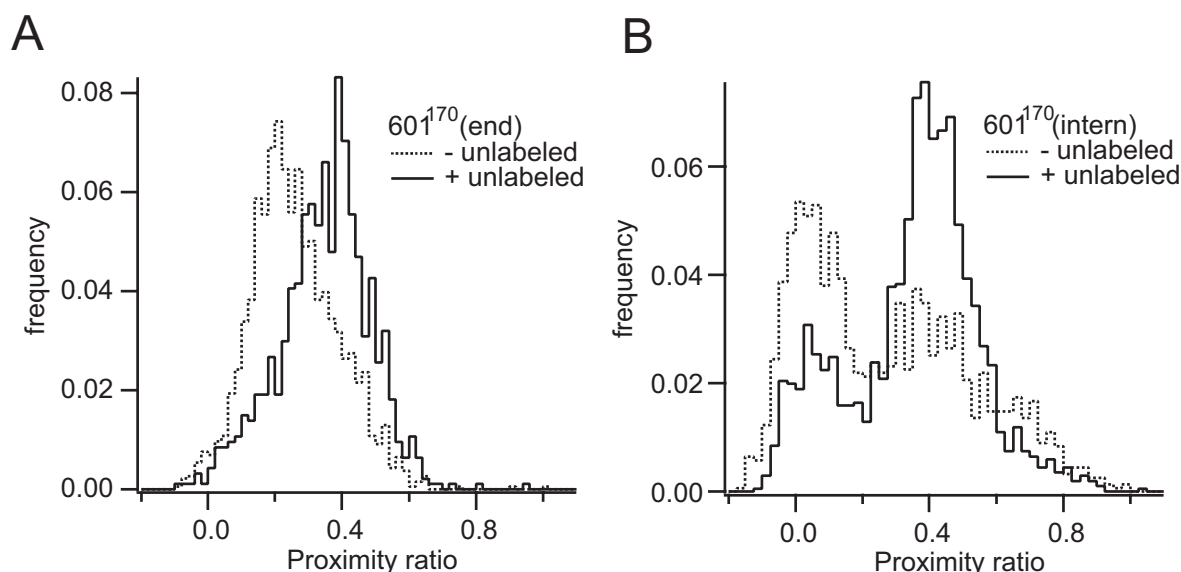 A
601¹⁷⁰ (end)
- unlabeled
+ unlabeled
frequency
0.08
0.06
0.04
0.02
0.00
0.0 0.4 0.8
Proximity ratio
B
601¹⁷⁰ (intern)
- unlabeled
+ unlabeled
frequency
0.06
0.04
0.02
0.00
0.0 0.4 0.8
Proximity ratio